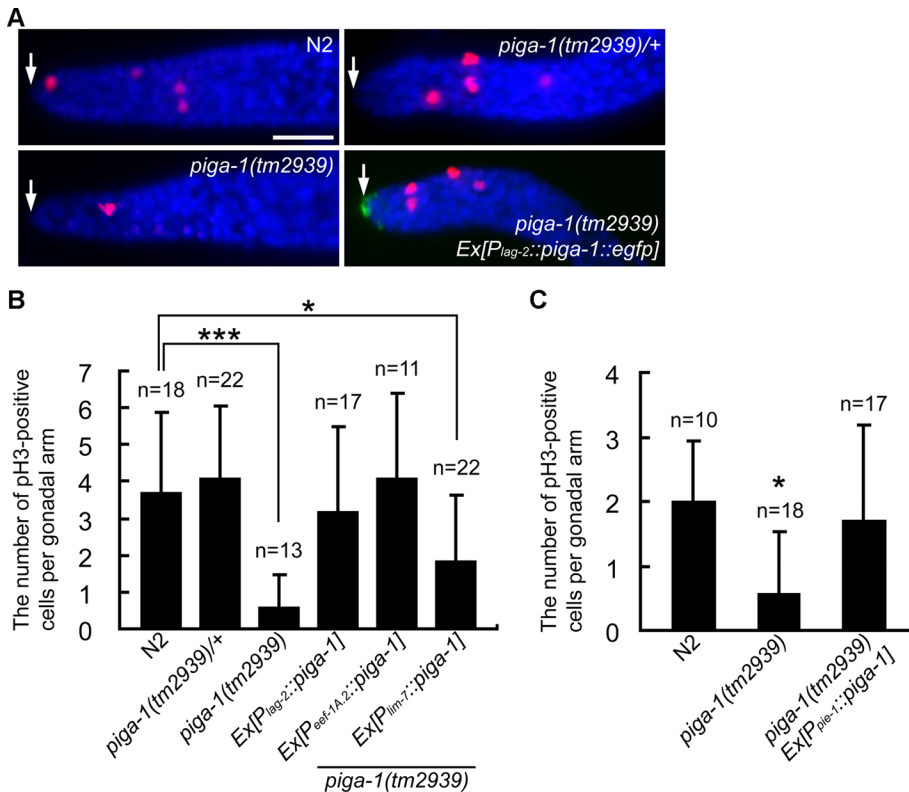 A
N2
piga-1(tm2939)/+
piga-1(tm2939)
piga-1(tm2939)
Ex[Plag-2::piga-1::egfp]
B
The number of pH3-positive
cells per gonadal arm
7
6
5
4
3
2
1
0
*
***
n=18
n=22
n=13
n=17
n=11
n=22
N2
piga-1(tm2939)/+
piga-1(tm2939)
Ex[Plag-2::piga-1]
Ex[Peef-1A.2::piga-1]
Ex[Plim-7::piga-1]
piga-1(tm2939)
C
The number of pH3-positive
cells per gonadal arm
4
3
2
1
0
n=10
*
n=18
n=17
N2
piga-1(tm2939)
piga-1(tm2939)
Ex[Ppie-1::piga-1]